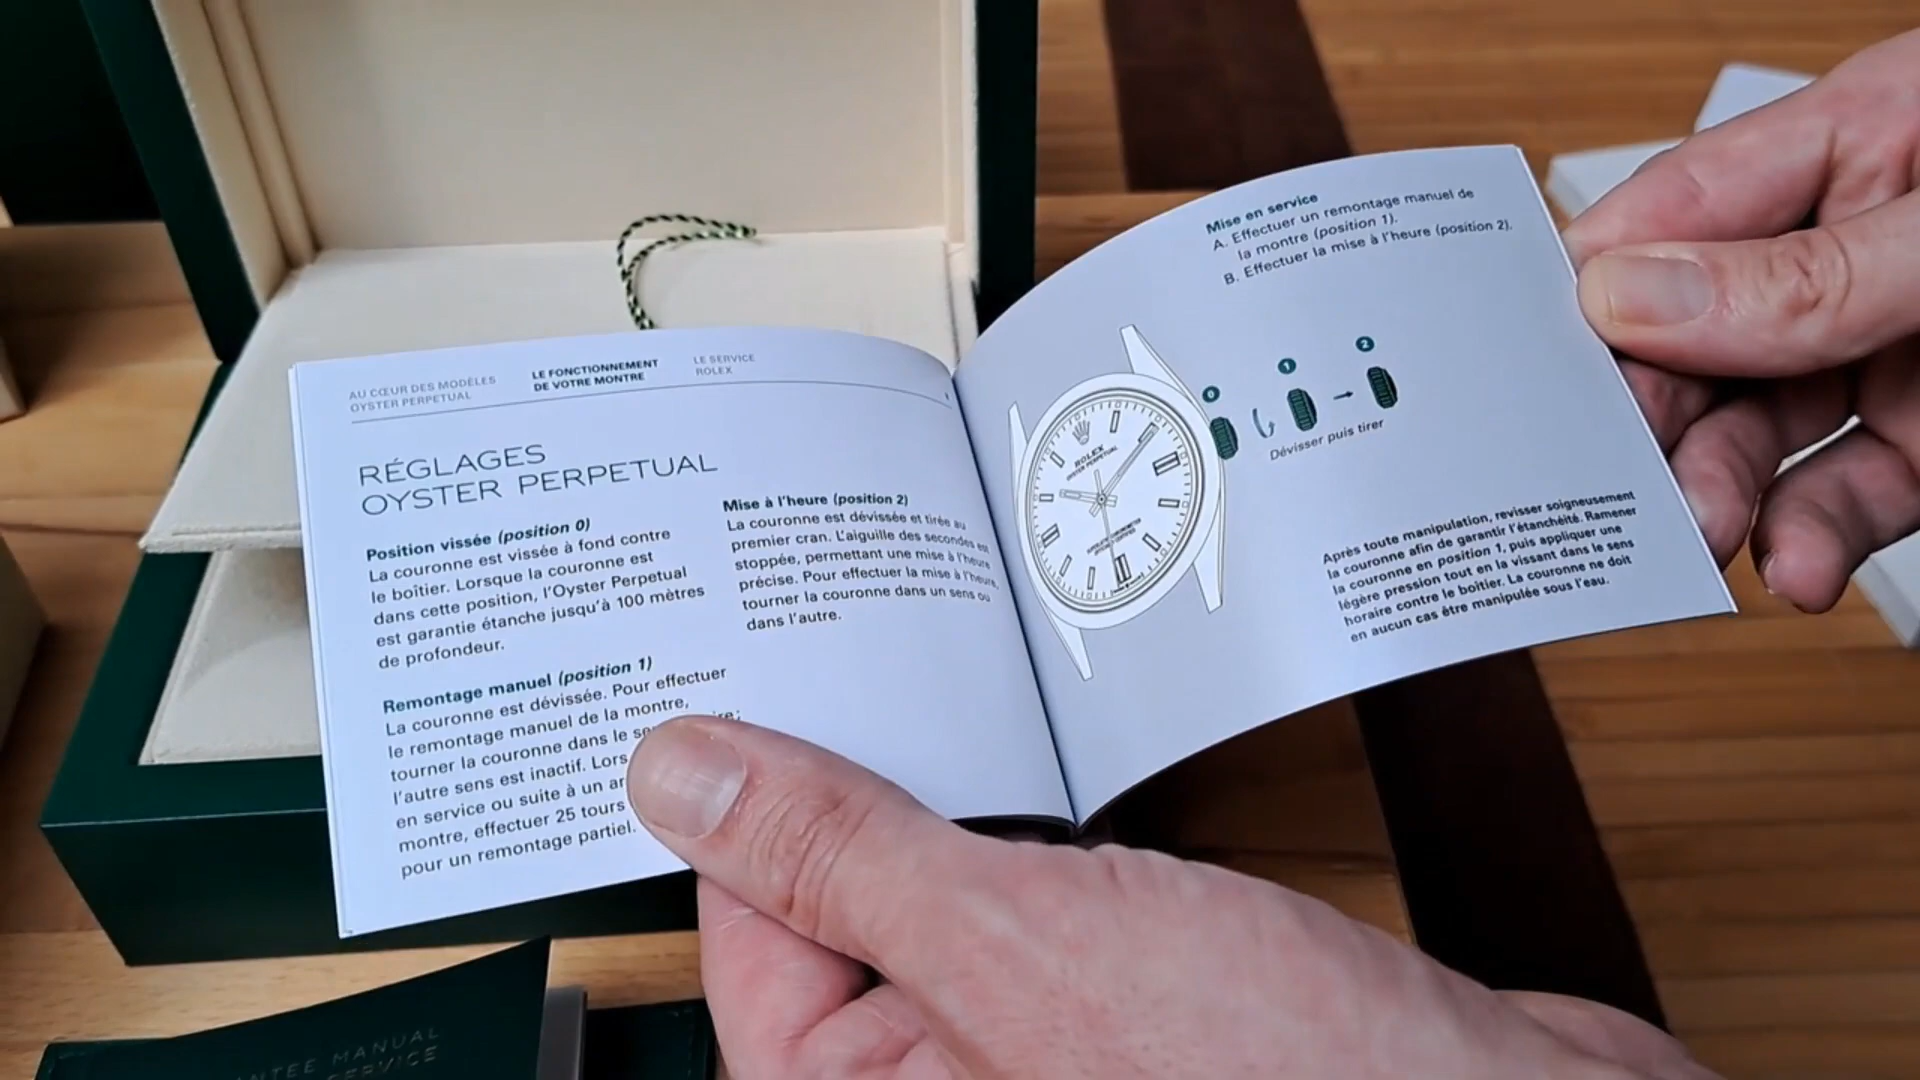 AU CŒUR DES MODÈLES
OYSTER PERPETUAL
LE FONCTIONNEMENT
DE VOTRE MONTRE
LE SERVICE
ROLEX
RÉGLAGES
OYSTER PERPETUAL
Position vissée (position 0)
La couronne est vissée à fond contre
le boîtier. Lorsque la couronne est
dans cette position, l'Oyster Perpetual
est garantie étanche jusqu'à 100 mètres
de profondeur.
Remontage manuel (position 1)
La couronne est dévissée. Pour effectuer
le remontage manuel de la montre,
tourner la couronne dans le
l'autre sens est inactif. Lors
en service ou suite à un
montre, effectuer 25 tours
pour un remontage partiel.
Mise à l'heure (position 2)
La couronne est dévissée et tirée au
premier cran. L'aiguille des secondes est
stoppée, permettant une mise à l'heure
précise. Pour effectuer la mise à l'heure,
tourner la couronne dans un sens ou
dans l'autre.
Mise en service
A. Effectuer un remontage manuel de
la montre (position 1).
B. Effectuer la mise à l'heure (position 2).
0
1
2
Dévisser puis tirer
ROLEX
OYSTER PERPETUAL
Après toute manipulation, revisser soigneusement
la couronne afin de garantir l'étanchéité. Ramener
la couronne en position 1, puis appliquer une
légère pression tout en la vissant dans le sens
horaire contre le boîtier. La couronne ne doit
en aucun cas être manipulée sous l'eau.
MANUAL
SERVICE